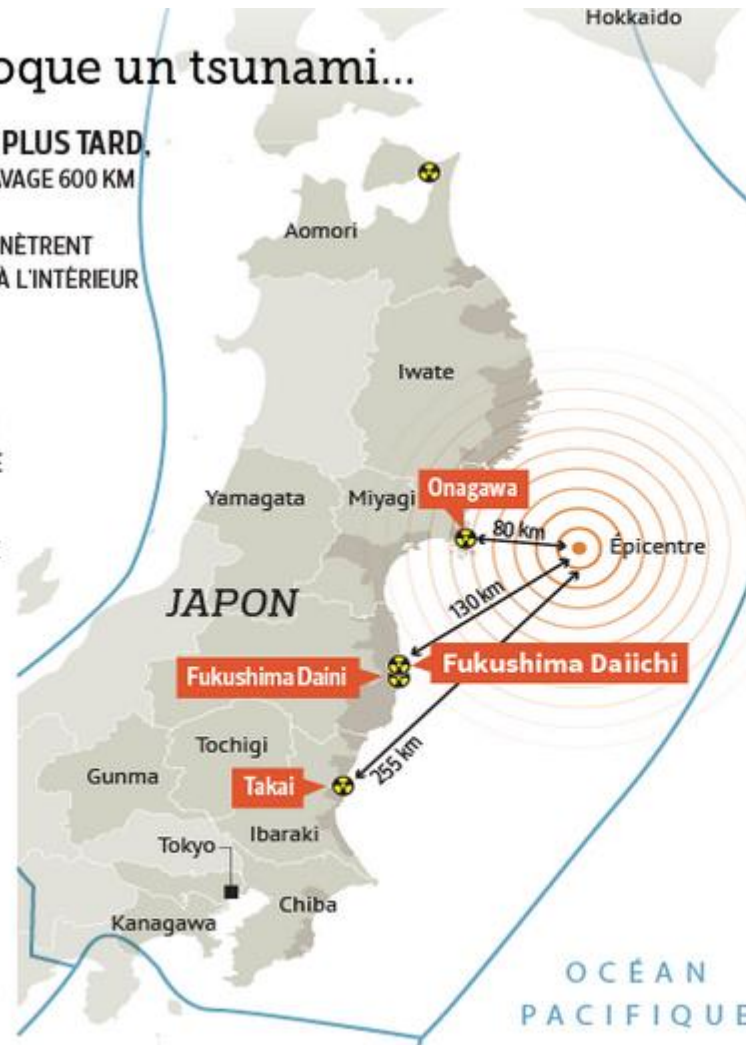 Hokkaido
oque un tsunami...
PLUS TARD,
AVAGE 600 KM
NÈTRENT
À L'INTÉRIEUR
Aomori
Iwate
Yamagata
Miyagi
Onagawa
80 km
Épicentre
JAPON
130 km
Fukushima Daini
Fukushima Daiichi
Tochigi
Gunma
Takai
255 km
Ibaraki
Tokyo
Chiba
Kanagawa
OCÉAN
PACIFIQUE